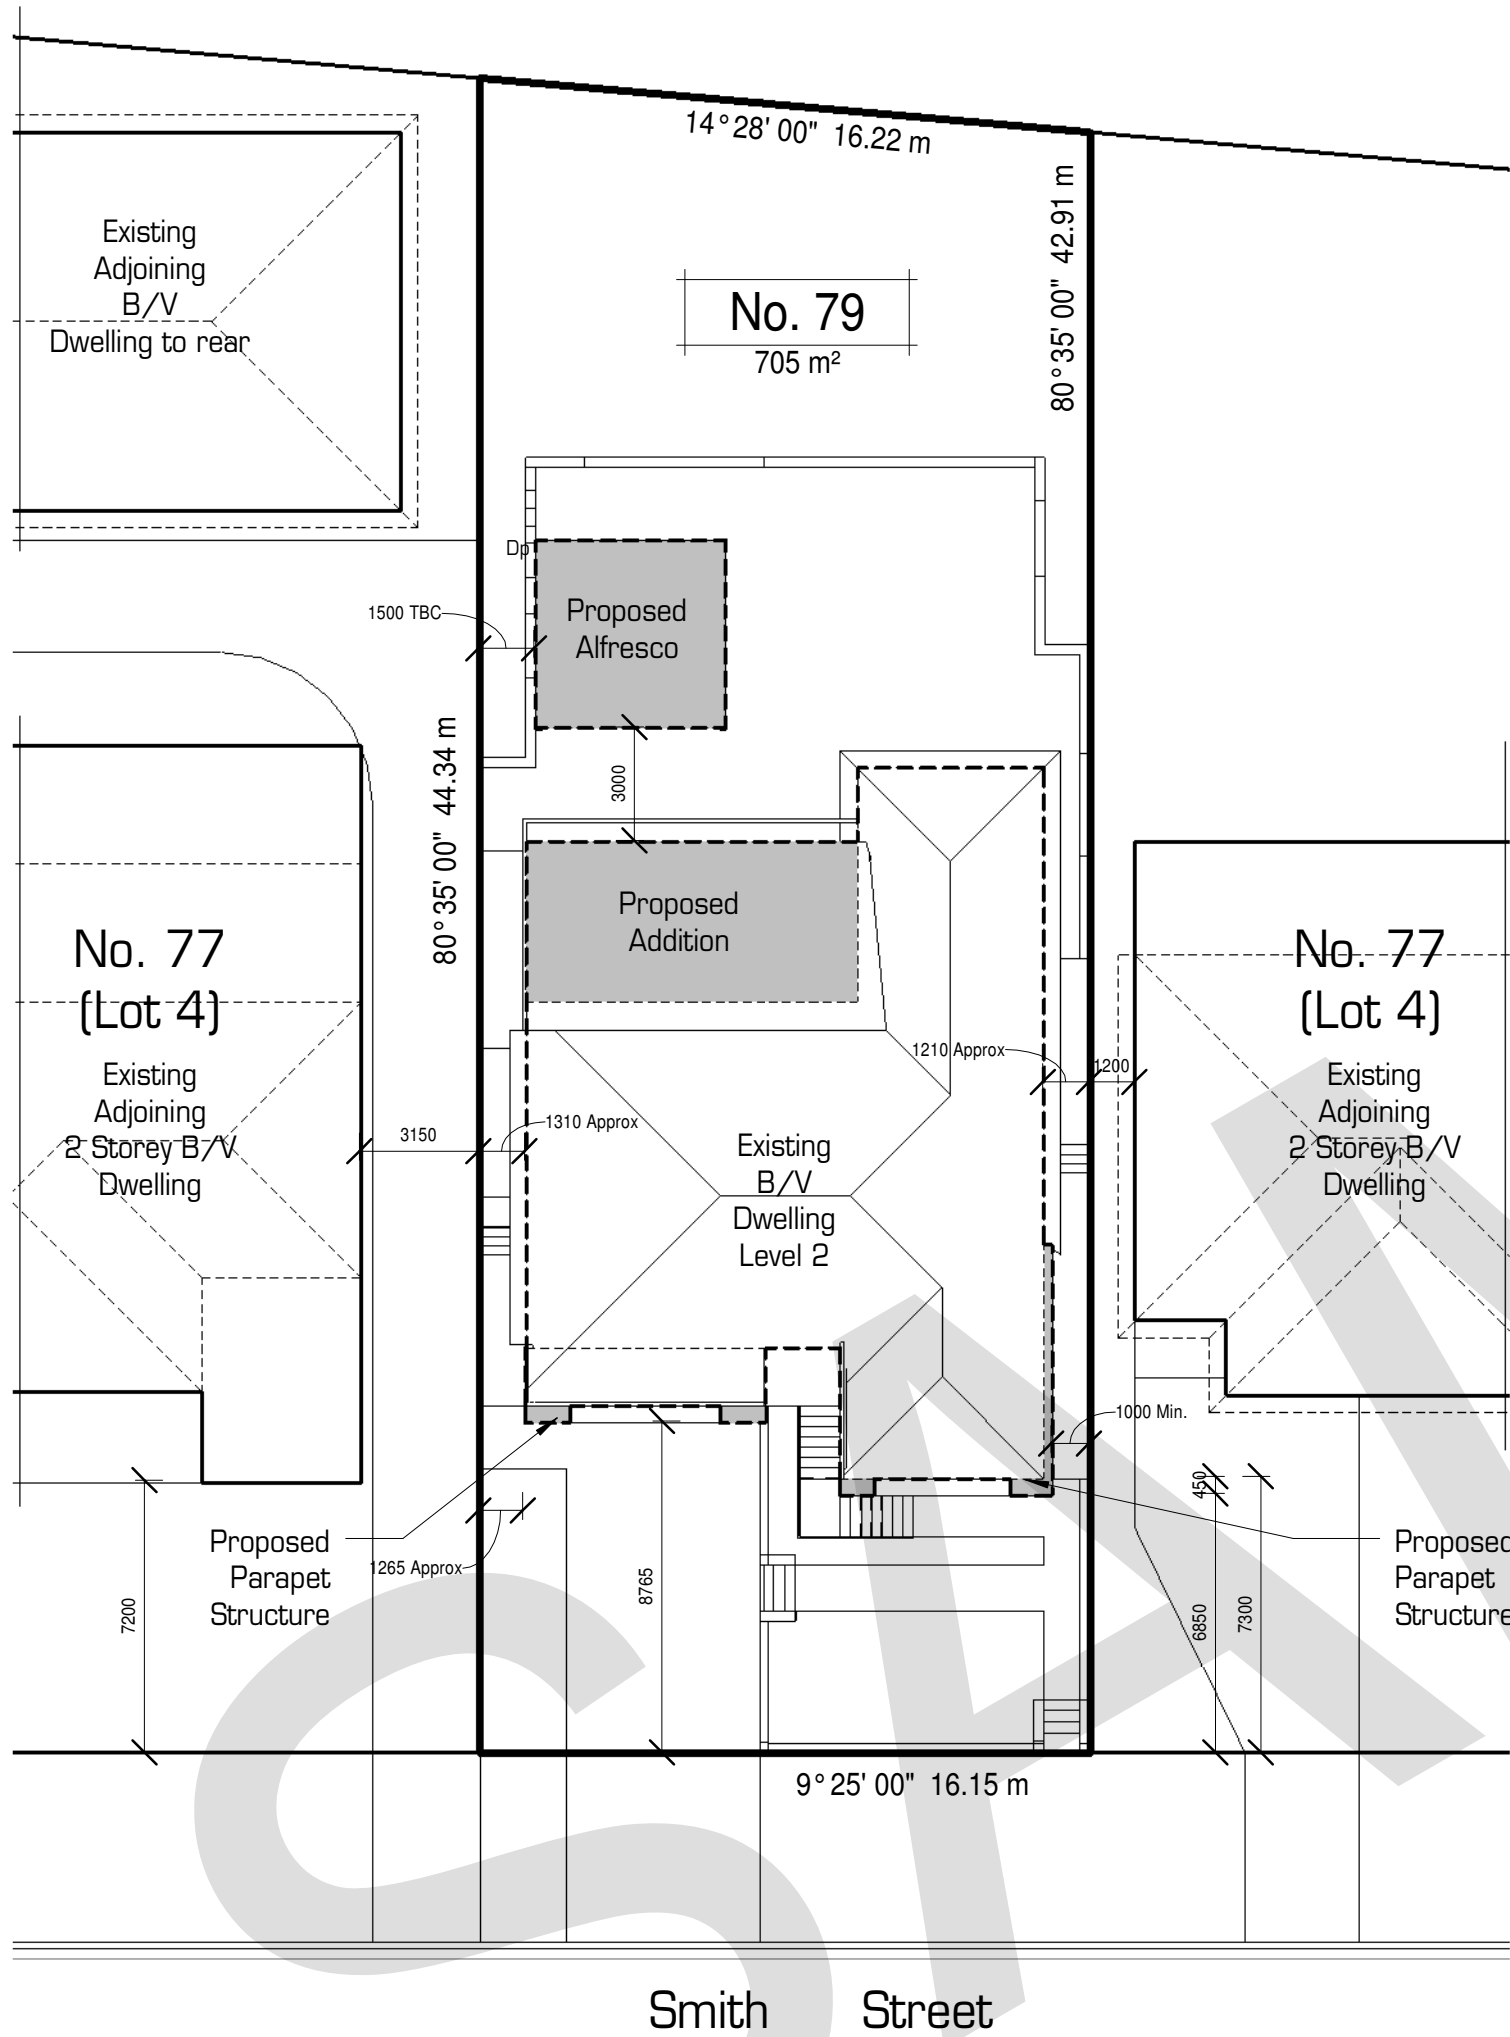 14° 28' 00" 16.22 m
80° 35' 00" 42.91 m
Existing
Adjoining
B/V
Dwelling to rear
No. 79
705 m²
Dp
1500 TBC
Proposed
Alfresco
80° 35' 00" 44.34 m
3000
Proposed
Addition
No. 77
(Lot 4)
Existing
Adjoining
2 Storey B/V
Dwelling
No. 77
(Lot 4)
Existing
Adjoining
2 Storey B/V
Dwelling
1210 Approx
1200
3150
1310 Approx
Existing
B/V
Dwelling
Level 2
1000 Min.
450
Proposed
Parapet
Structure
1265 Approx
7200
8765
6850
7300
Proposed
Parapet
Structure
9° 25' 00" 16.15 m
Smith Street
SA